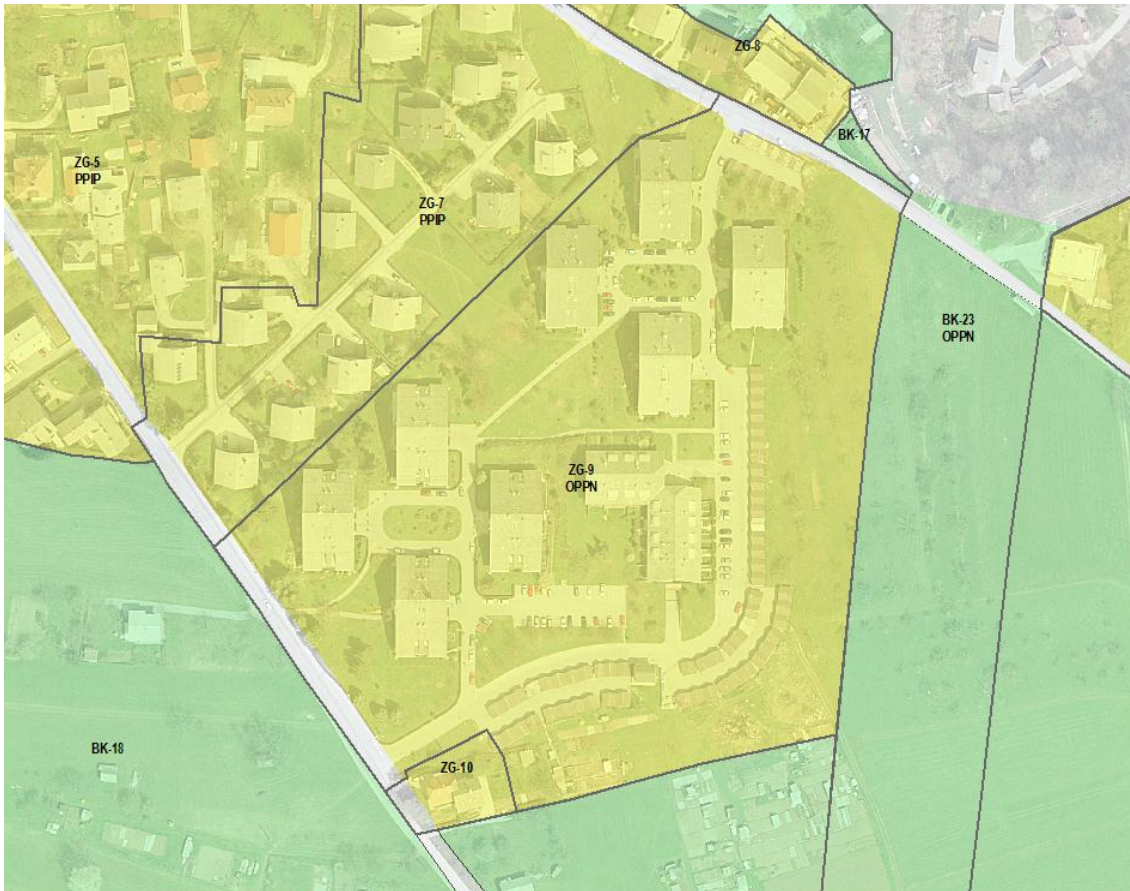 ZG-8
BK-17
ZG-5
PPIP
ZG-7
PPIP
BK-23
OPPN
ZG-9
OPPN
BK-18
ZG-10